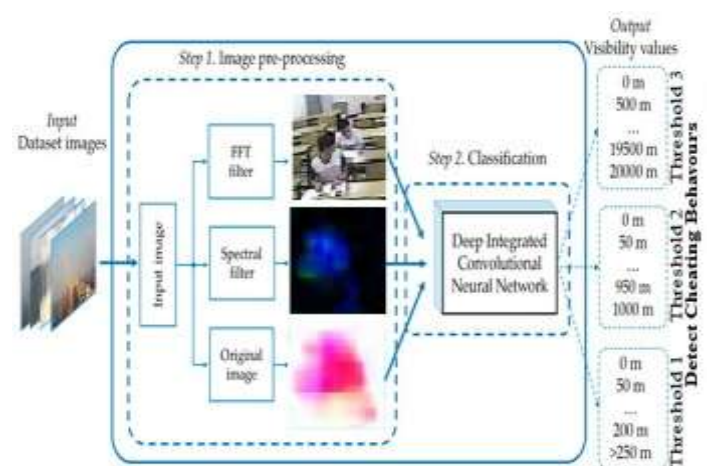 Input
Dataset images
Step 1. Image pre-processing
Input image
FFT
filter
Spectral
filter
Original
image
Step 2. Classification
Deep Integrated
Convolutional
Neural Network
Output
Visibility values
0 m
500 m
...
19500 m
20000 m
Threshold 3
0 m
50 m
...
950 m
1000 m
Threshold 2
0 m
50 m
...
200 m
>250 m
Threshold 1
Detect Cheating Behavours